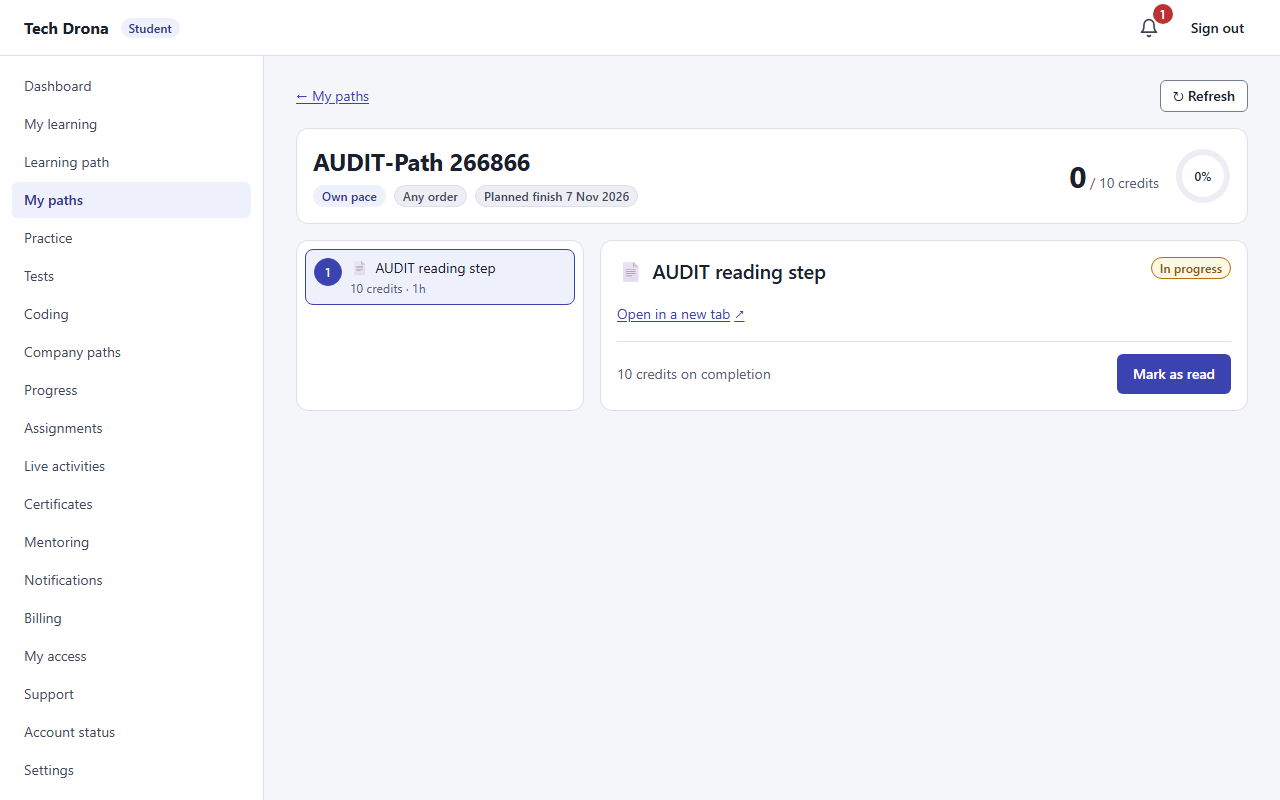 Tech Drona Student 1 Sign out
Dashboard
My learning
Learning path
My paths
Practice
Tests
Coding
Company paths
Progress
Assignments
Live activities
Certificates
Mentoring
Notifications
Billing
My access
Support
Account status
Settings
← My paths ↻ Refresh
AUDIT-Path 266866
Own pace Any order Planned finish 7 Nov 2026
0 / 10 credits 0%
1 AUDIT reading step
10 credits · 1h
AUDIT reading step In progress
Open in a new tab ↗
10 credits on completion Mark as read